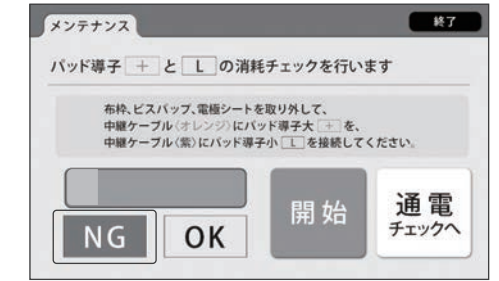 メンテナンス
終了
パッド導子 + と L の消耗チェックを行います
布枠、ビスバップ、電極シートを取り外して、
中継ケーブル(オレンジ)にパッド導子大 + を、
中継ケーブル(紫)にパッド導子小 L を接続してください。
NG
OK
開始
通電
チェックへ